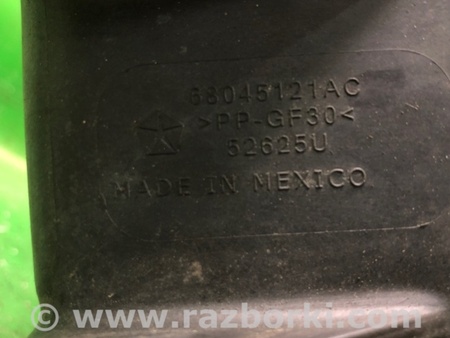 68045121AC
>PP-GF30<
52625U
MADE IN MEXICO
© www.razborki.com